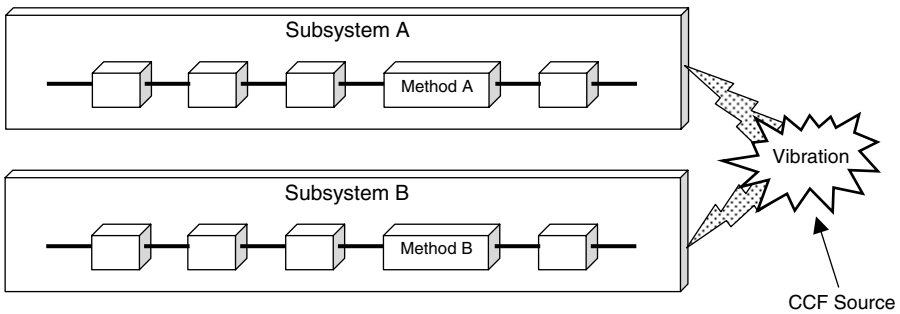 Subsystem A
Method A
Vibration
Subsystem B
Method B
CCF Source